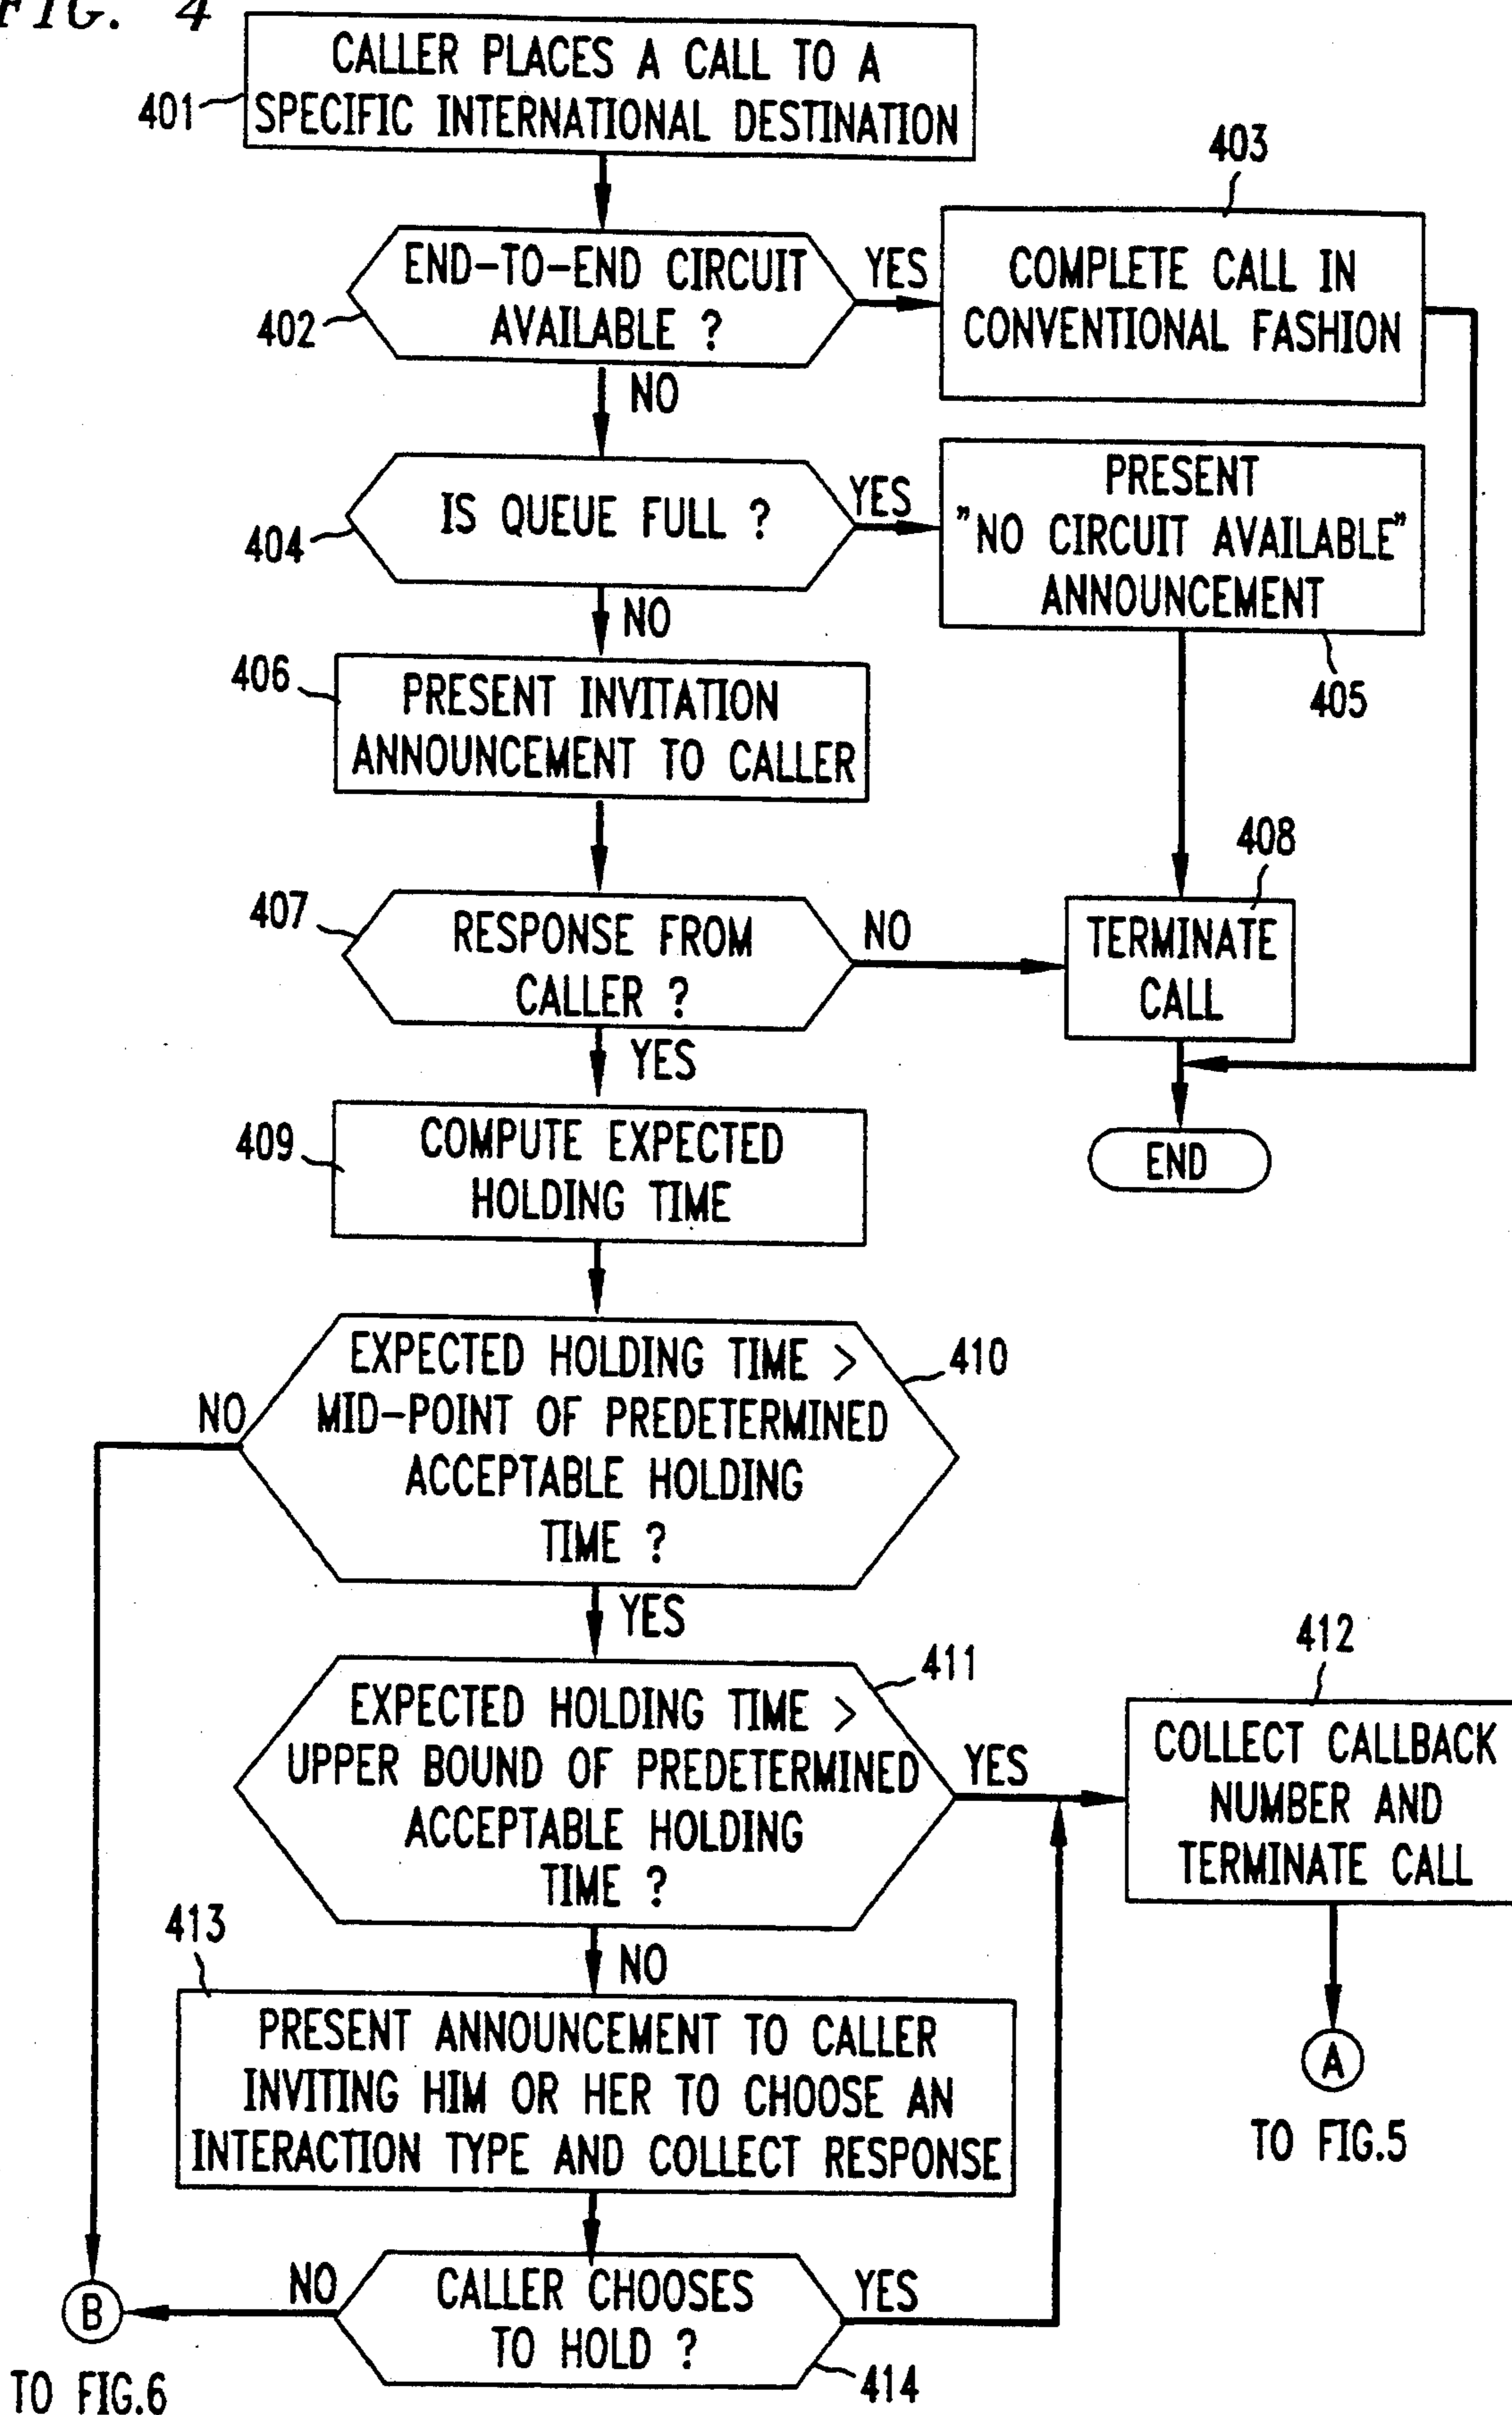 FIG. 4
CALLER PLACES A CALL TO A
SPECIFIC INTERNATIONAL DESTINATION
401
END-TO-END CIRCUIT
AVAILABLE ?
402
YES
NO
403
COMPLETE CALL IN
CONVENTIONAL FASHION
IS QUEUE FULL ?
404
YES
NO
PRESENT
"NO CIRCUIT AVAILABLE"
ANNOUNCEMENT
405
406
PRESENT INVITATION
ANNOUNCEMENT TO CALLER
407
RESPONSE FROM
CALLER ?
NO
YES
408
TERMINATE
CALL
END
409
COMPUTE EXPECTED
HOLDING TIME
EXPECTED HOLDING TIME >
MID-POINT OF PREDETERMINED
ACCEPTABLE HOLDING
TIME ?
410
NO
YES
EXPECTED HOLDING TIME >
UPPER BOUND OF PREDETERMINED
ACCEPTABLE HOLDING
TIME ?
411
YES
NO
412
COLLECT CALLBACK
NUMBER AND
TERMINATE CALL
A
TO FIG.5
413
PRESENT ANNOUNCEMENT TO CALLER
INVITING HIM OR HER TO CHOOSE AN
INTERACTION TYPE AND COLLECT RESPONSE
CALLER CHOOSES
TO HOLD ?
414
NO
YES
B
TO FIG.6